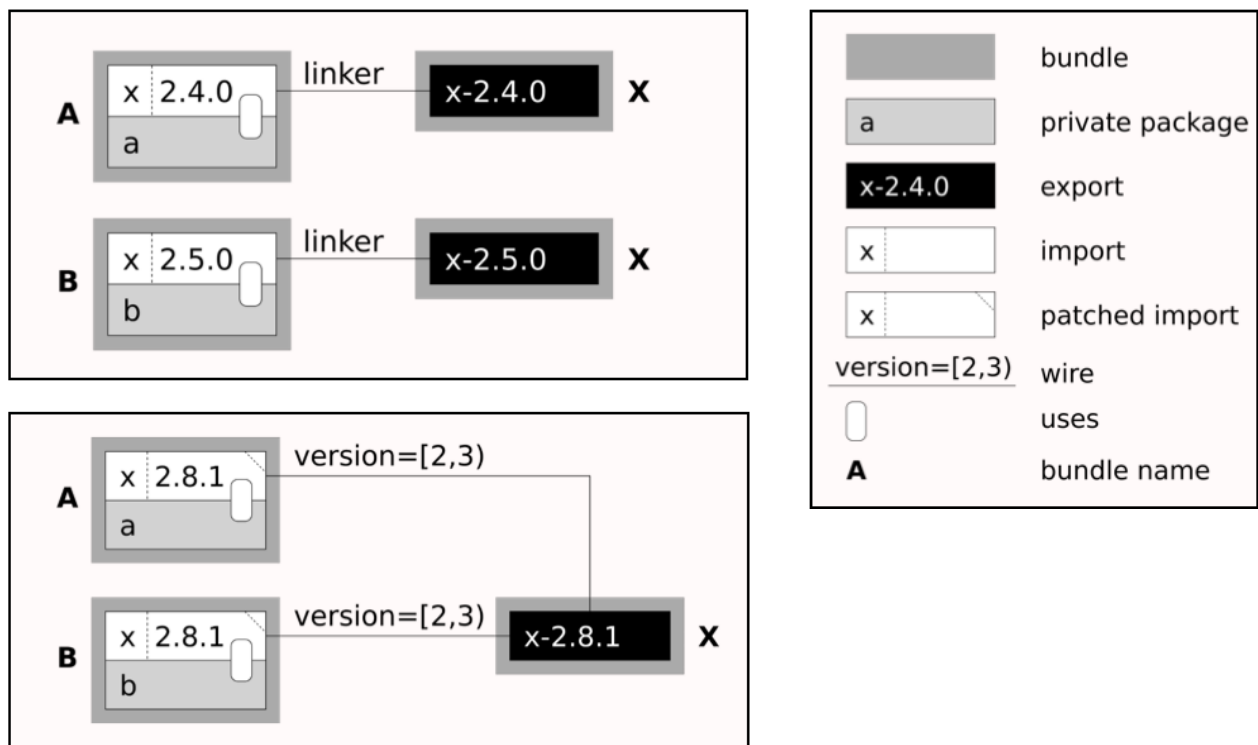 linker
x 2.4.0 x-2.4.0 X
A
a
linker
x 2.5.0 x-2.5.0 X
B
b
version=[2,3)
x 2.8.1
A
a
version=[2,3)
x 2.8.1 x-2.8.1 X
B
b
bundle
a private package
x-2.4.0 export
x import
x patched import
version=[2,3) wire
uses
A bundle name